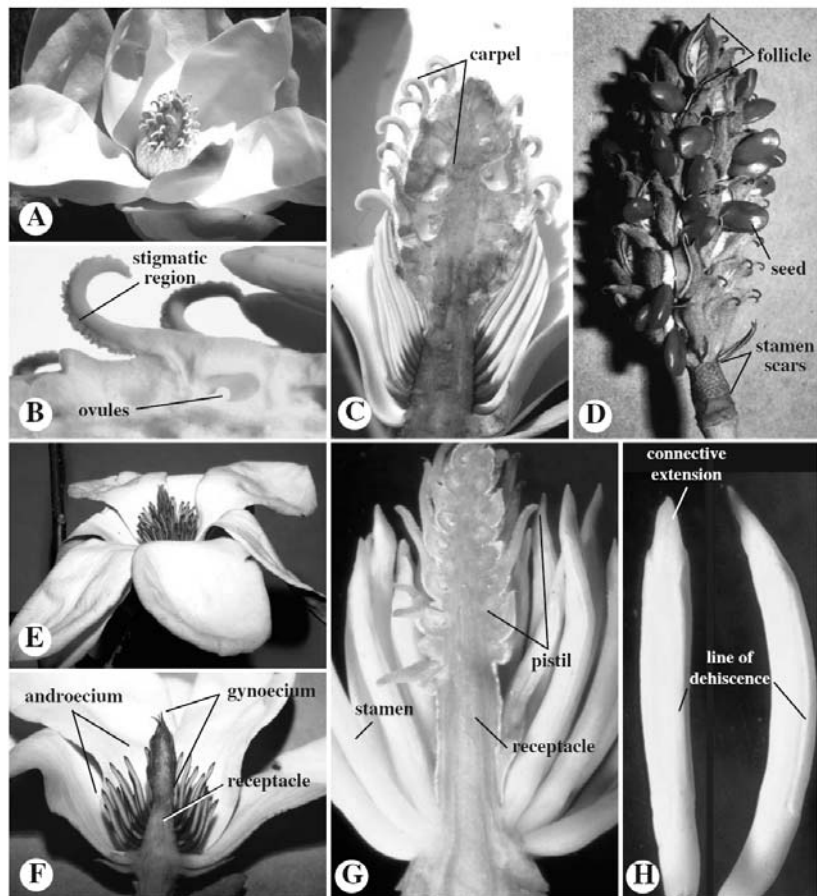 A
stigmatic
region
ovules
B
carpel
C
follicle
seed
stamen
scars
D
E
androecium
gynoecium
receptacle
F
stamen
pistil
receptacle
G
connective
extension
line of
dehiscence
H